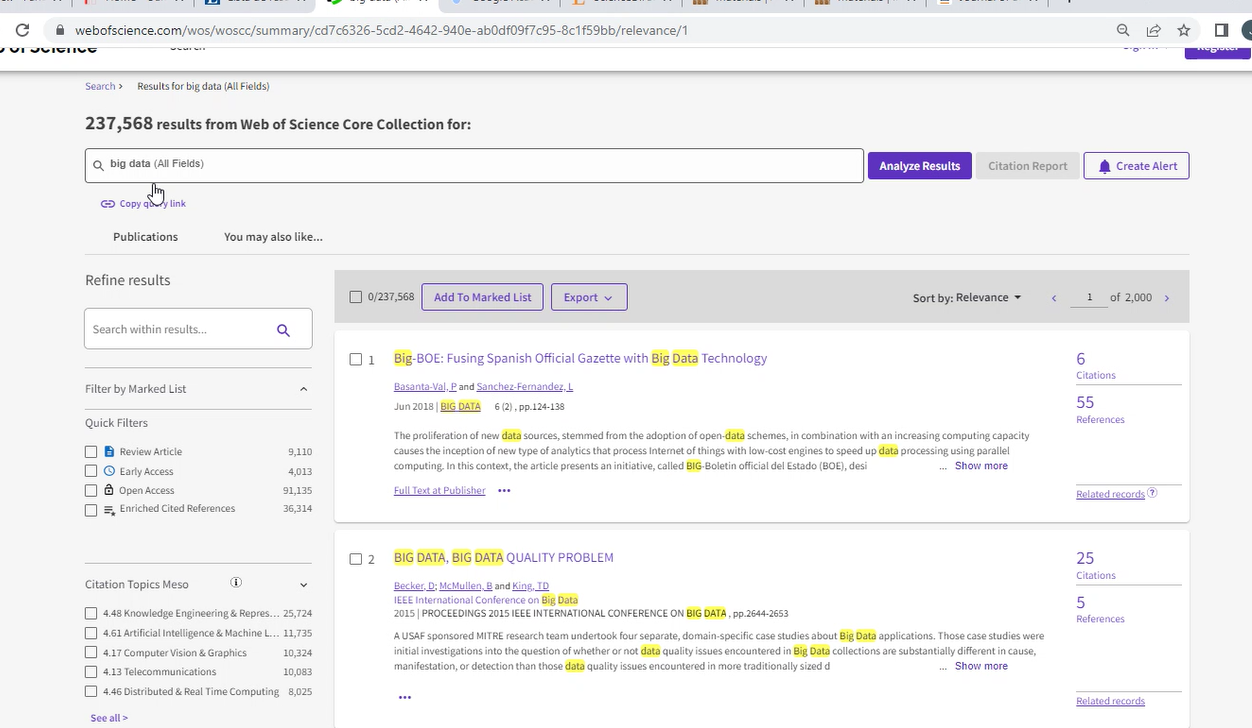 webofscience.com/wos/woscc/summary/cd7c6326-5cd2-4642-940e-ab0df09f7c95-8c1f59bb/relevance/1
of Science
Search
Sign In
Register
Search > Results for big data (All Fields)
237,568 results from Web of Science Core Collection for:
big data (All Fields)
Analyze Results
Citation Report
Create Alert
Copy query link
Publications
You may also like...
Refine results
Search within results...
Filter by Marked List
Quick Filters
Review Article 9,110
Early Access 4,013
Open Access 91,135
Enriched Cited References 36,314
Citation Topics Meso
4.48 Knowledge Engineering & Repres... 25,724
4.61 Artificial Intelligence & Machine L... 11,735
4.17 Computer Vision & Graphics 10,324
4.13 Telecommunications 10,083
4.46 Distributed & Real Time Computing 8,025
See all >
0/237,568 Add To Marked List Export Sort by: Relevance < 1 of 2,000 >
1 Big-BOE: Fusing Spanish Official Gazette with Big Data Technology
Basanta-Val, P and Sanchez-Fernandez, L
Jun 2018 | BIG DATA 6 (2) , pp.124-138
The proliferation of new data sources, stemmed from the adoption of open-data schemes, in combination with an increasing computing capacity
causes the inception of new type of analytics that process Internet of things with low-cost engines to speed up data processing using parallel
computing. In this context, the article presents an initiative, called BIG-Boletin official del Estado (BOE), desi ... Show more
Full Text at Publisher •••
6
Citations
55
References
Related records ?
2 BIG DATA, BIG DATA QUALITY PROBLEM
Becker, D; McMullen, B and King, TD
IEEE International Conference on Big Data
2015 | PROCEEDINGS 2015 IEEE INTERNATIONAL CONFERENCE ON BIG DATA , pp.2644-2653
A USAF sponsored MITRE research team undertook four separate, domain-specific case studies about Big Data applications. Those case studies were
initial investigations into the question of whether or not data quality issues encountered in Big Data collections are substantially different in cause,
manifestation, or detection than those data quality issues encountered in more traditionally sized d ... Show more
•••
25
Citations
5
References
Related records